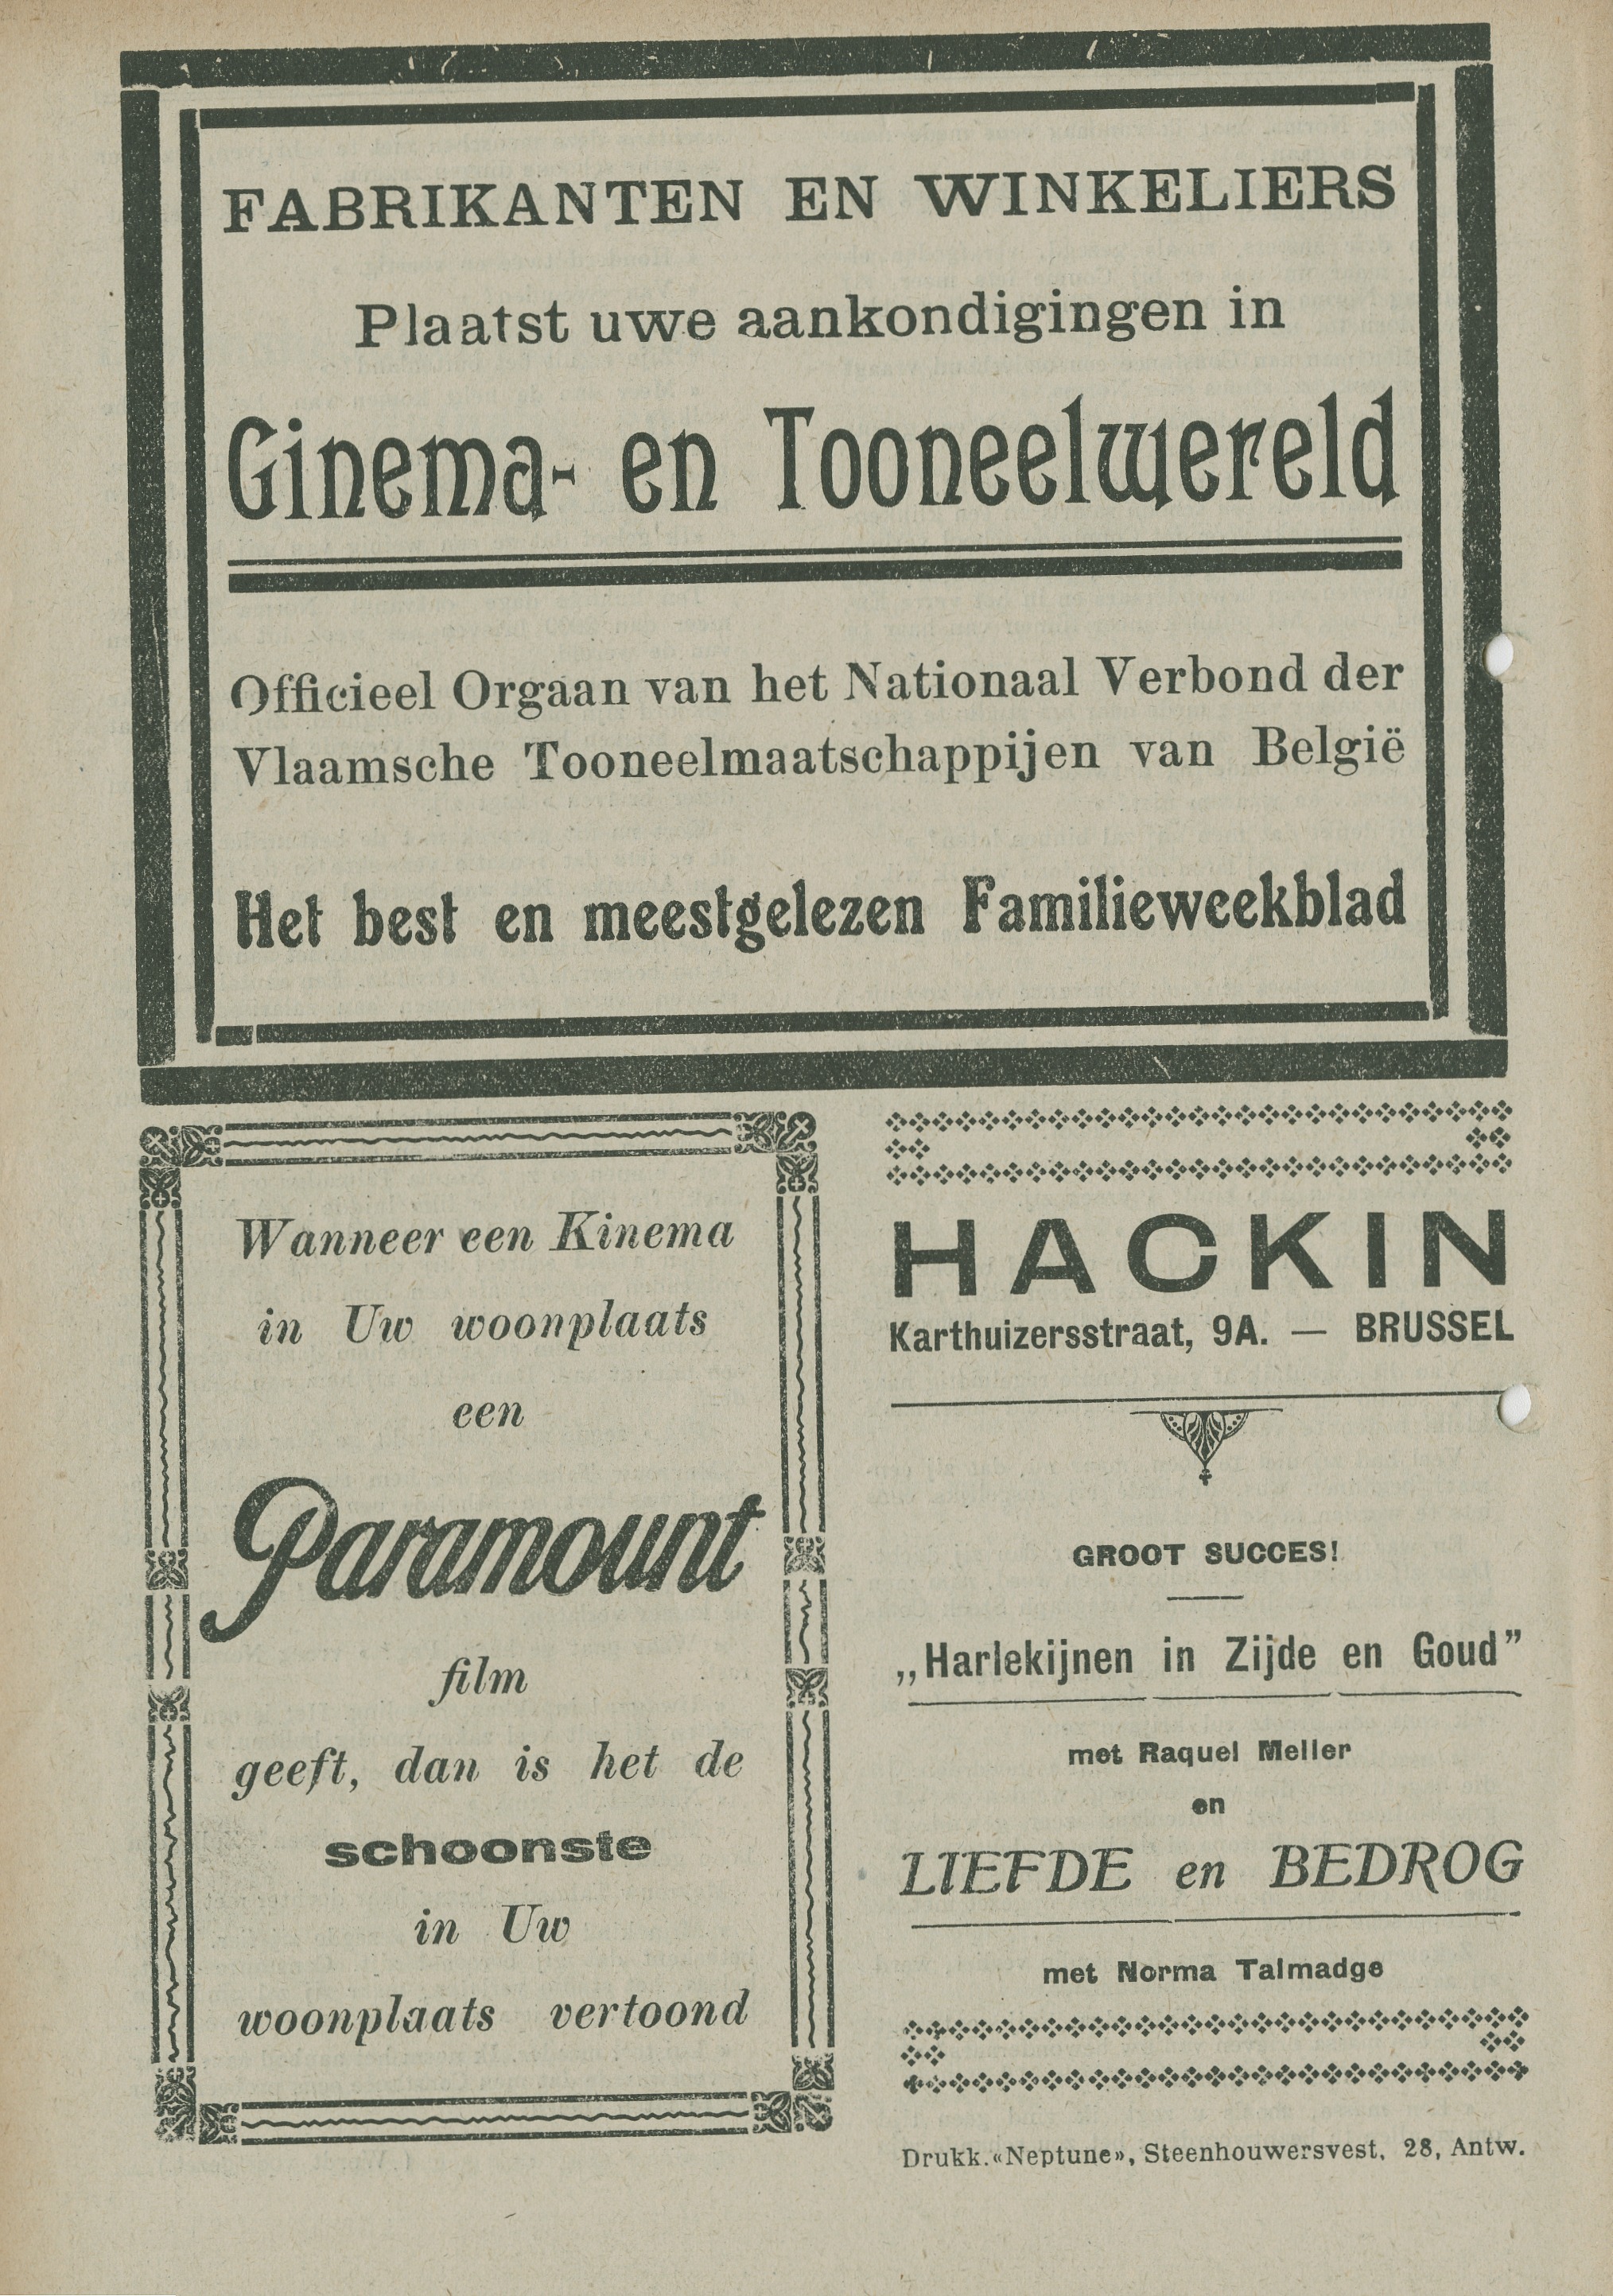 FABRIKANTEN EN WINKELIERS
Plaatst uwe aankondigingen in
Cinema- en Tooneelwereld
Officieel Orgaan van het Nationaal Verbond der
Vlaamsche Tooneelmaatschappijen van België
Het best en meestgelezen Familieweekblad
Wanneer een Kinema
in Uw woonplaats
een
Paramount
film
geeft, dan is het de
schoonste
in Uw
woonplaats vertoond
HACKIN
Karthuizersstraat, 9A. — BRUSSEL
GROOT SUCCES!
„Harlekijnen in Zijde en Goud”
met Raquel Meller
en
LIEFDE en BEDROG
met Norma Talmadge
Drukk. «Neptune», Steenhouwersvest, 28, Antw.